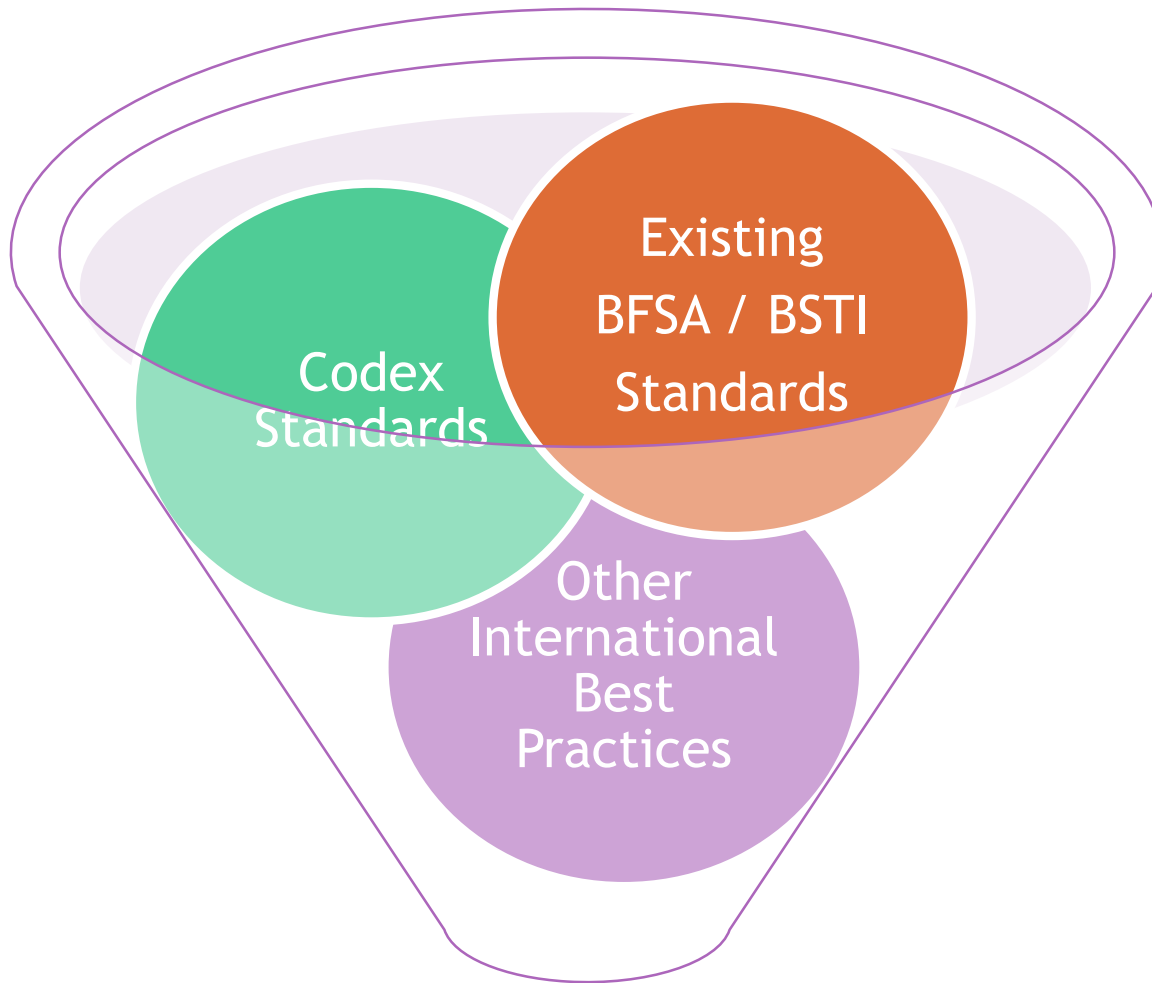 Existing
BFSA / BSTI
Standards
Codex
Standards
Other
International
Best
Practices